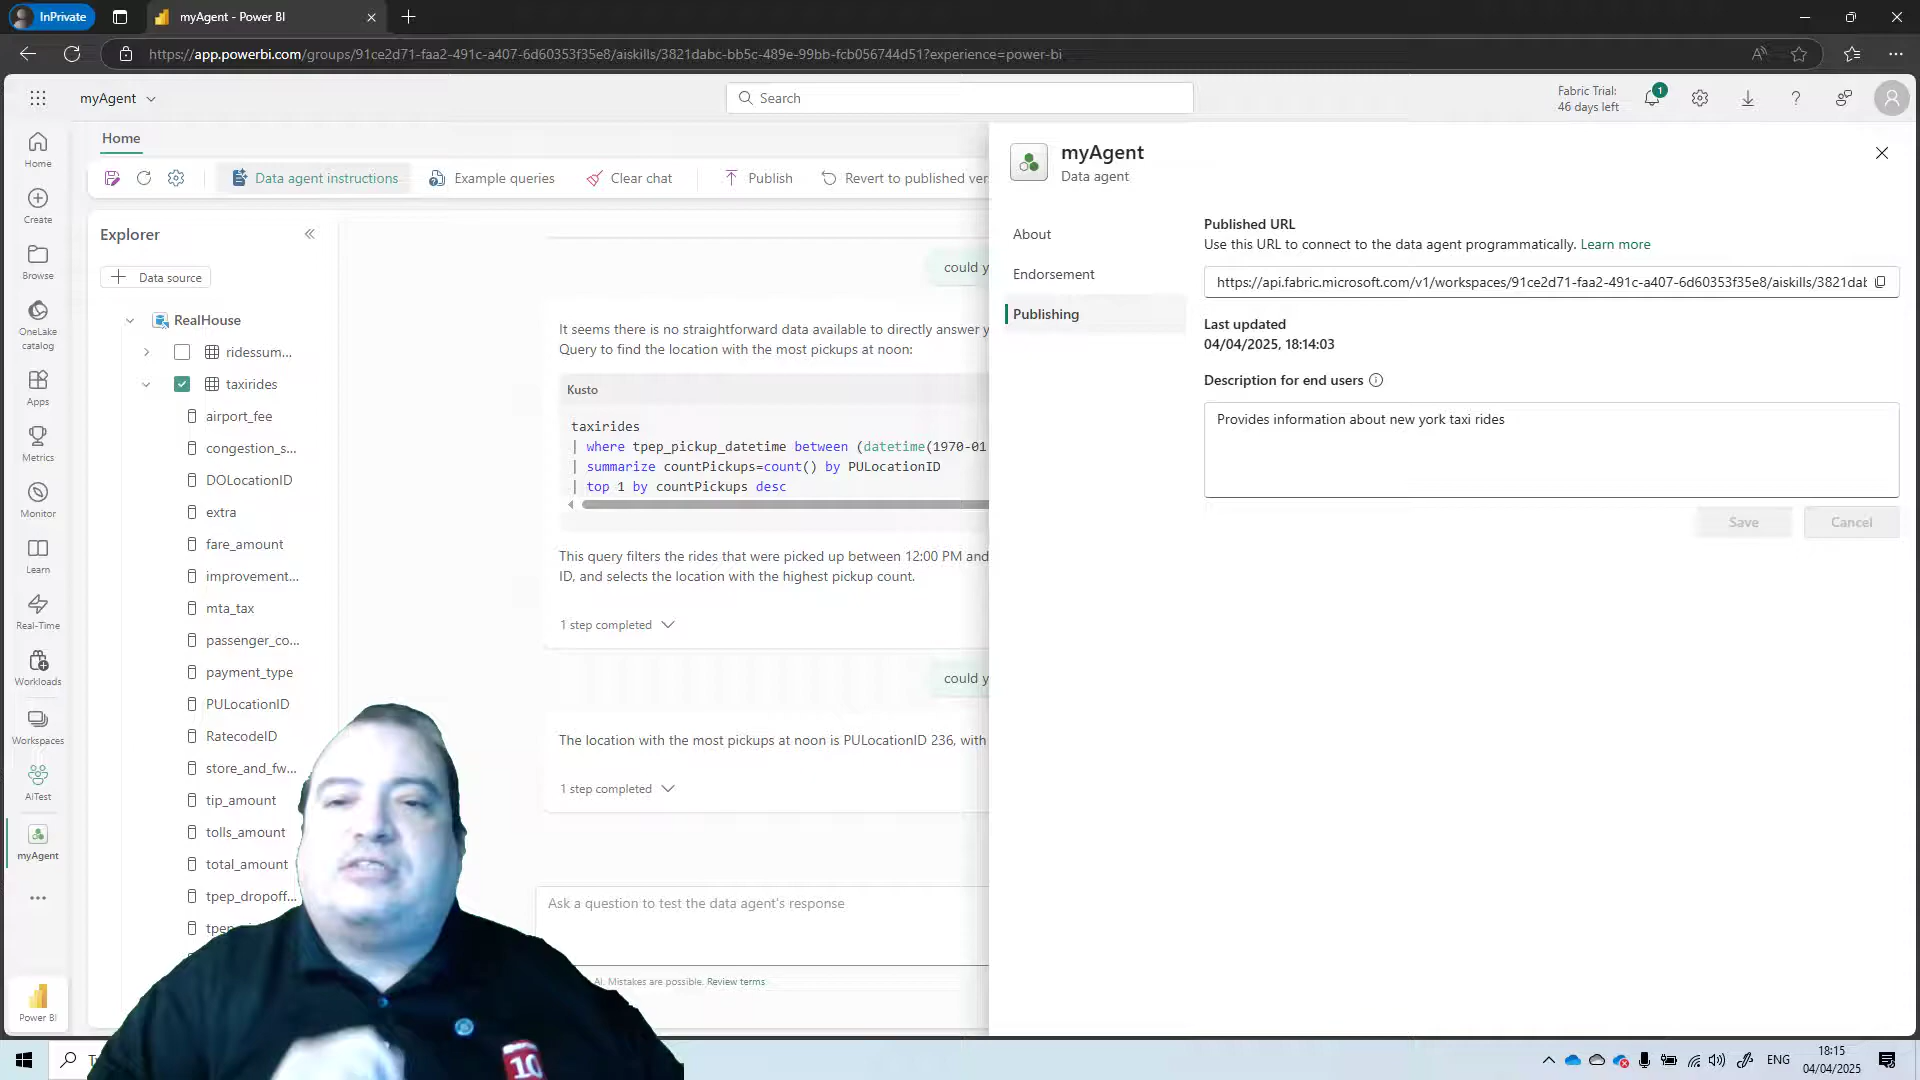 InPrivate
myAgent - Power BI
https://app.powerbi.com/groups/91ce2d71-faa2-491c-a407-6d60353f35e8/aiskills/3821dabc-bb5c-489e-99bb-fcb056744d51?experience=power-bi
myAgent
Search
Fabric Trial:
46 days left
1
Home
Create
Browse
OneLake
catalog
Apps
Metrics
Monitor
Learn
Real-Time
Workloads
Workspaces
AiTest
myAgent
Power BI
Home
Data agent instructions
Example queries
Clear chat
Publish
Revert to published ver
Explorer
Data source
RealHouse
ridessum...
taxirides
airport_fee
congestion_s...
DOLocationID
extra
fare_amount
improvement...
mta_tax
passenger_co...
payment_type
PULocationID
RatecodeID
store_and_fw...
tip_amount
tolls_amount
total_amount
tpep_dropoff...
could y
It seems there is no straightforward data available to directly answer y
Query to find the location with the most pickups at noon:
Kusto
taxirides
| where tpep_pickup_datetime between (datetime(1970-01
| summarize countPickups=count() by PULocationID
| top 1 by countPickups desc
This query filters the rides that were picked up between 12:00 PM and
ID, and selects the location with the highest pickup count.
1 step completed
could y
The location with the most pickups at noon is PULocationID 236, with
1 step completed
Ask a question to test the data agent's response
AI. Mistakes are possible. Review terms
myAgent
Data agent
About
Endorsement
Publishing
Published URL
Use this URL to connect to the data agent programmatically. Learn more
https://api.fabric.microsoft.com/v1/workspaces/91ce2d71-faa2-491c-a407-6d60353f35e8/aiskills/3821dab
Last updated
04/04/2025, 18:14:03
Description for end users
Provides information about new york taxi rides
Save
Cancel
10
ENG
18:15
04/04/2025